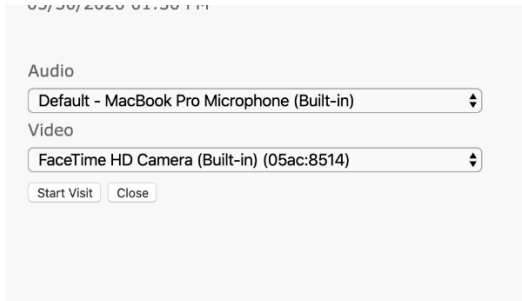 Audio
Default - MacBook Pro Microphone (Built-in)
Video
FaceTime HD Camera (Built-in) (05ac:8514)
Start Visit Close